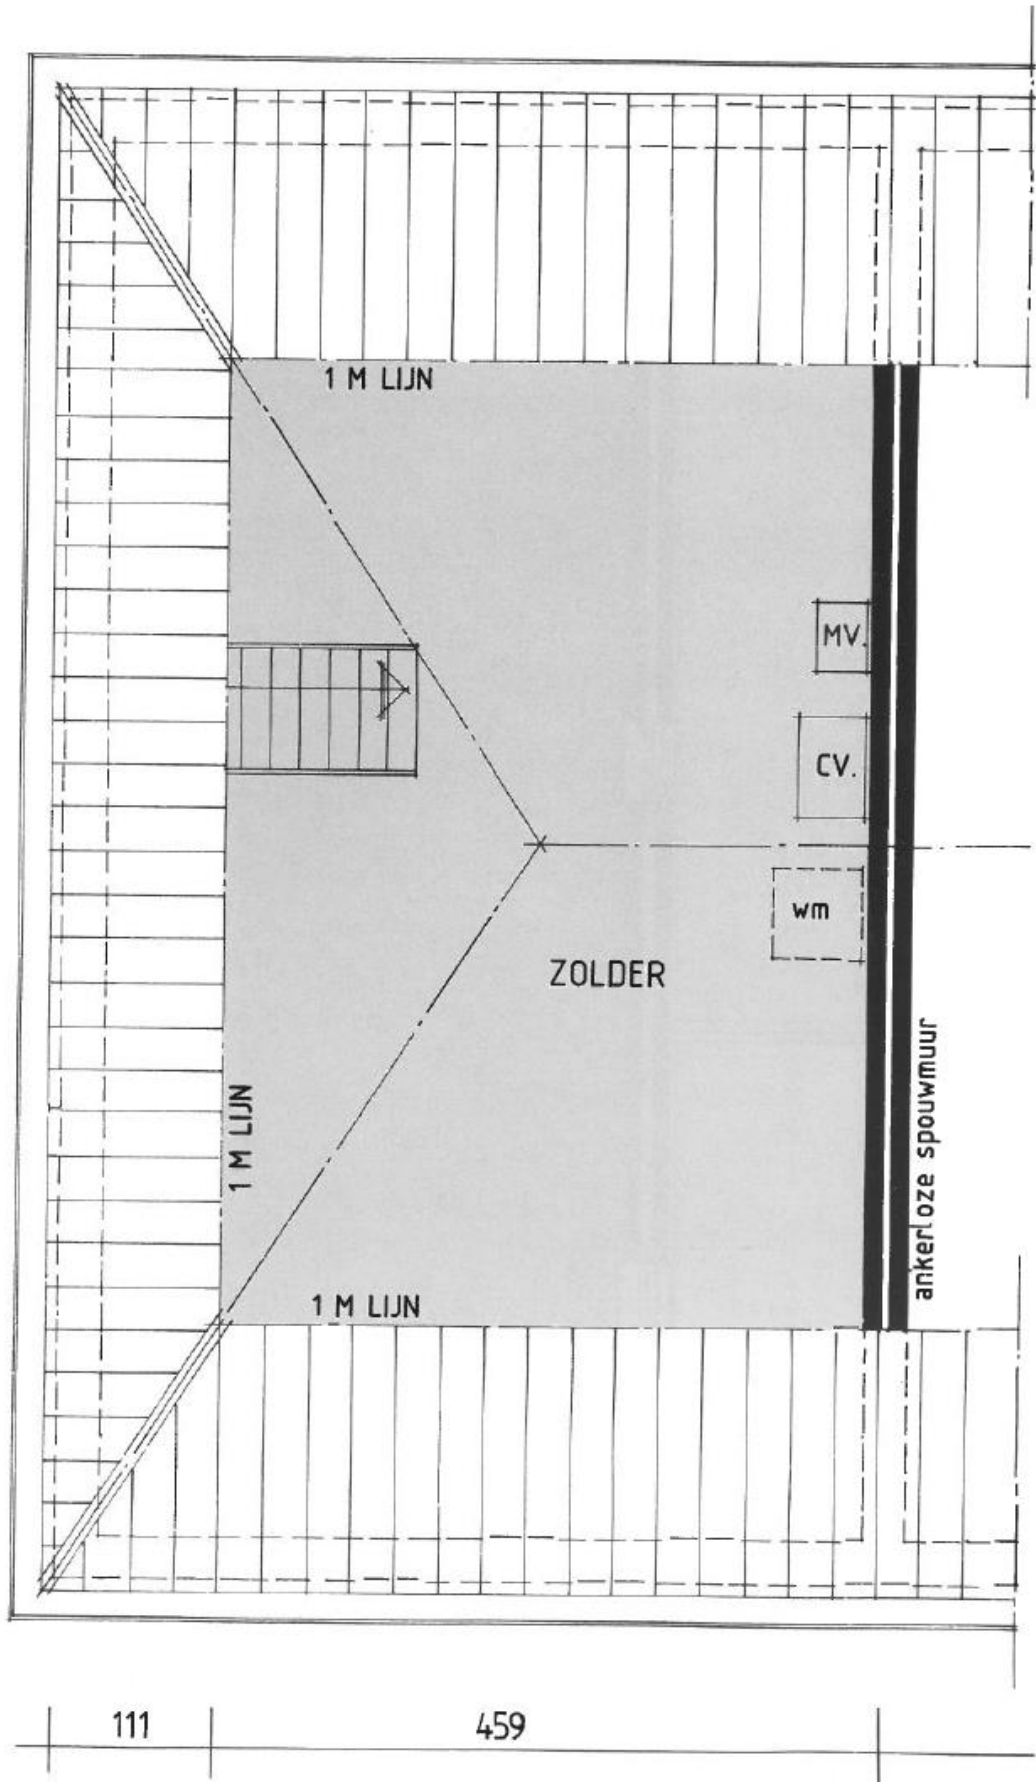 1 M LIJN
MV.
CV.
wm
ZOLDER
1 M LIJN
ankerloze spouwmuur
1 M LIJN
111
459